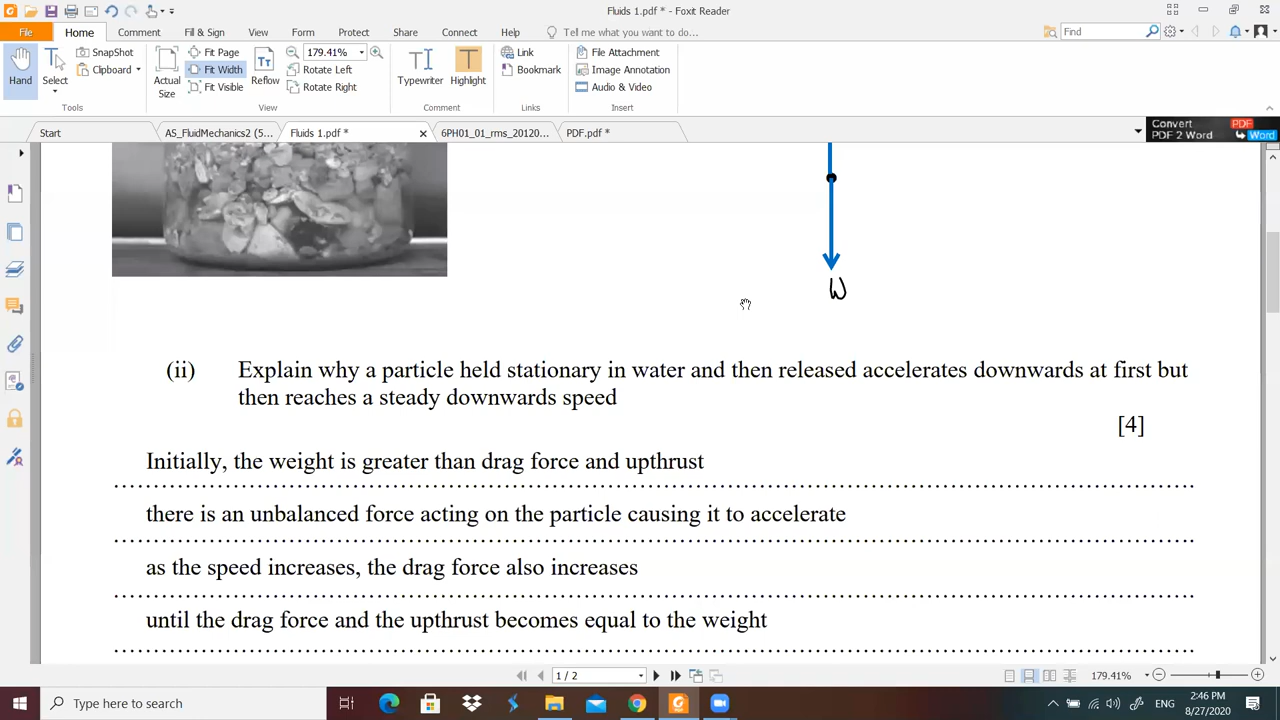 Fluids 1.pdf * - Foxit Reader
File Home Comment Fill & Sign View Form Protect Share Connect Help Tell me what you want to do... Find
Hand
Select
SnapShot
Clipboard
Tools
Actual Size
Fit Page
Fit Width
Fit Visible
Reflow
179.41%
Rotate Left
Rotate Right
View
Typewriter
Highlight
Comment
Link
Bookmark
Links
File Attachment
Image Annotation
Audio & Video
Insert
Start AS_FluidMechanics2 (5... Fluids 1.pdf * 6PH01_01_rms_20120... PDF.pdf *
Convert PDF
PDF 2 Word Word
W
(ii) Explain why a particle held stationary in water and then released accelerates downwards at first but
then reaches a steady downwards speed
[4]
Initially, the weight is greater than drag force and upthrust
there is an unbalanced force acting on the particle causing it to accelerate
as the speed increases, the drag force also increases
until the drag force and the upthrust becomes equal to the weight
1 / 2 179.41%
Type here to search ENG 2:46 PM
8/27/2020